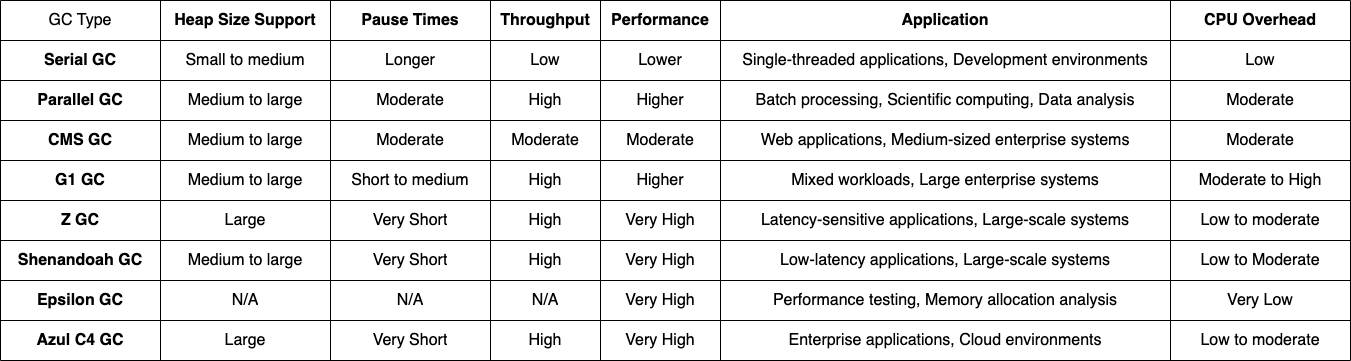 GC Type Heap Size Support Pause Times Throughput Performance Application CPU Overhead
Serial GC Small to medium Longer Low Lower Single-threaded applications, Development environments Low
Parallel GC Medium to large Moderate High Higher Batch processing, Scientific computing, Data analysis Moderate
CMS GC Medium to large Moderate Moderate Moderate Web applications, Medium-sized enterprise systems Moderate
G1 GC Medium to large Short to medium High Higher Mixed workloads, Large enterprise systems Moderate to High
Z GC Large Very Short High Very High Latency-sensitive applications, Large-scale systems Low to moderate
Shenandoah GC Medium to large Very Short High Very High Low-latency applications, Large-scale systems Low to Moderate
Epsilon GC N/A N/A N/A Very High Performance testing, Memory allocation analysis Very Low
Azul C4 GC Large Very Short High Very High Enterprise applications, Cloud environments Low to moderate